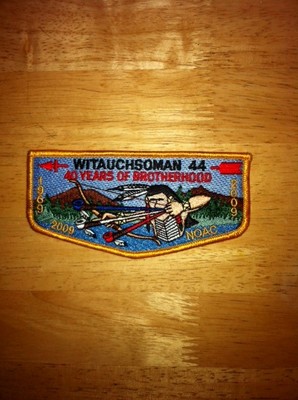 WITAUCHSOMAN 44
40 YEARS OF BROTHERHOOD
1969
2009
2009
NOAC